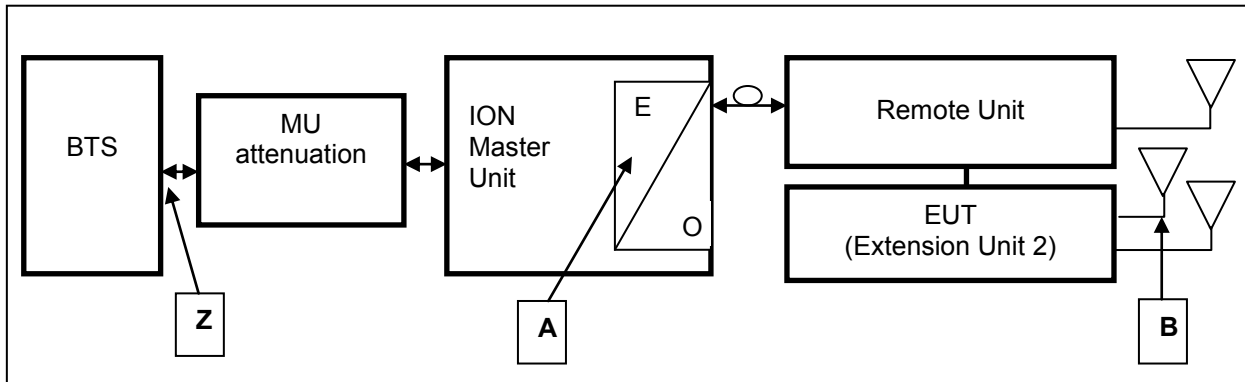 BTS
MU
attenuation
ION
Master
Unit
E
O
Remote Unit
EUT
(Extension Unit 2)
Z
A
B